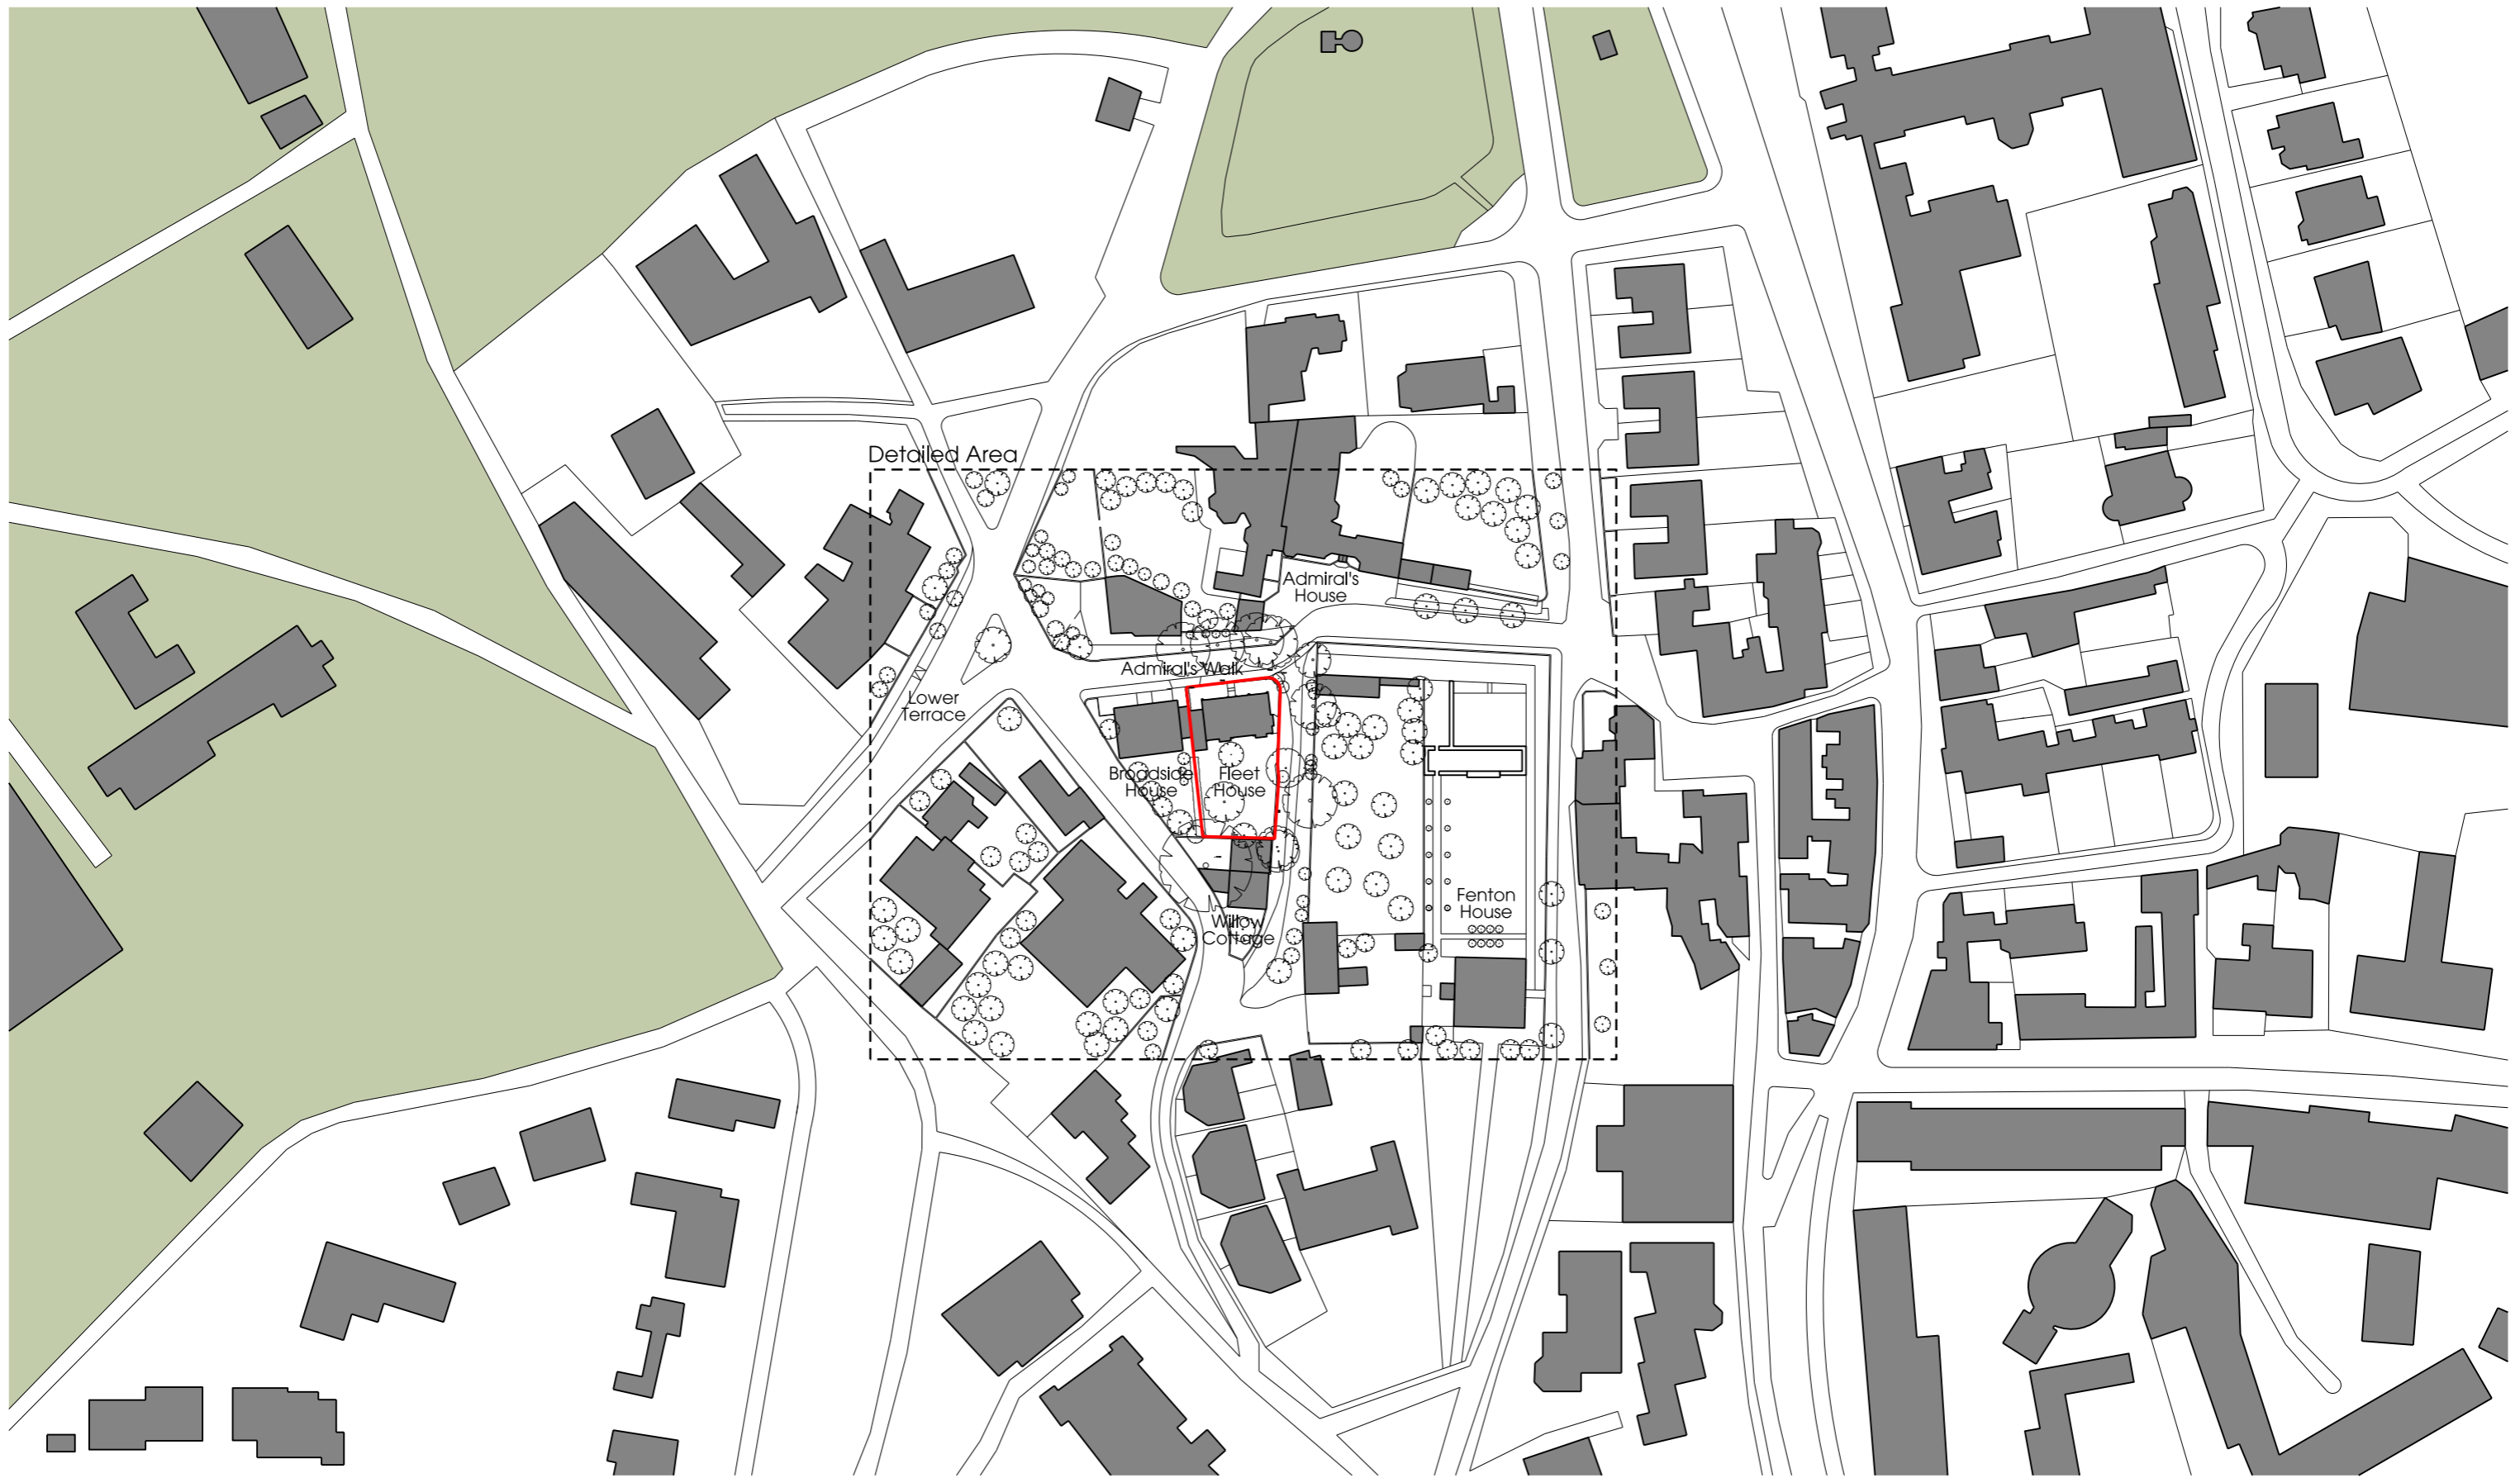 Detailed Area
Admiral's
House
Admiral's Walk
Lower
Terrace
Broadside
House
Fleet
House
Fenton
House
Willow
Cottage